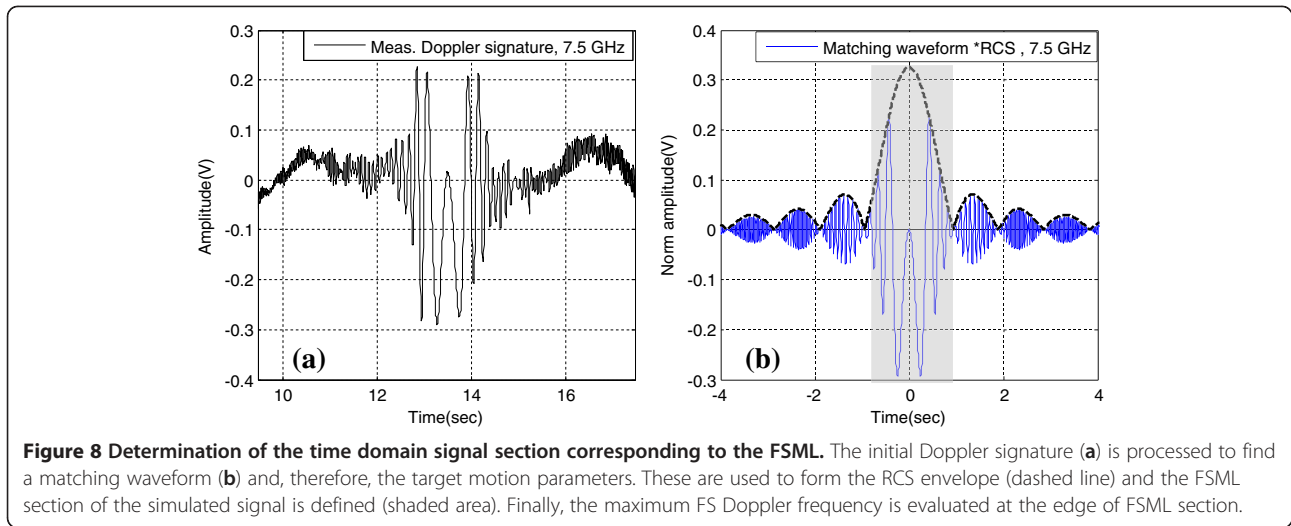 Meas. Doppler signature, 7.5 GHz
0.3
0.2
0.1
0
-0.1
-0.2
-0.3
-0.4
Amplitude(V)
(a)
10 12 14 16
Time(sec)
Matching waveform *RCS , 7.5 GHz
0.4
0.3
0.2
0.1
0
-0.1
-0.2
-0.3
Norm amplitude(V)
(b)
-4 -2 0 2 4
Time(sec)
Figure 8 Determination of the time domain signal section corresponding to the FSML. The initial Doppler signature (a) is processed to find
a matching waveform (b) and, therefore, the target motion parameters. These are used to form the RCS envelope (dashed line) and the FSML
section of the simulated signal is defined (shaded area). Finally, the maximum FS Doppler frequency is evaluated at the edge of FSML section.